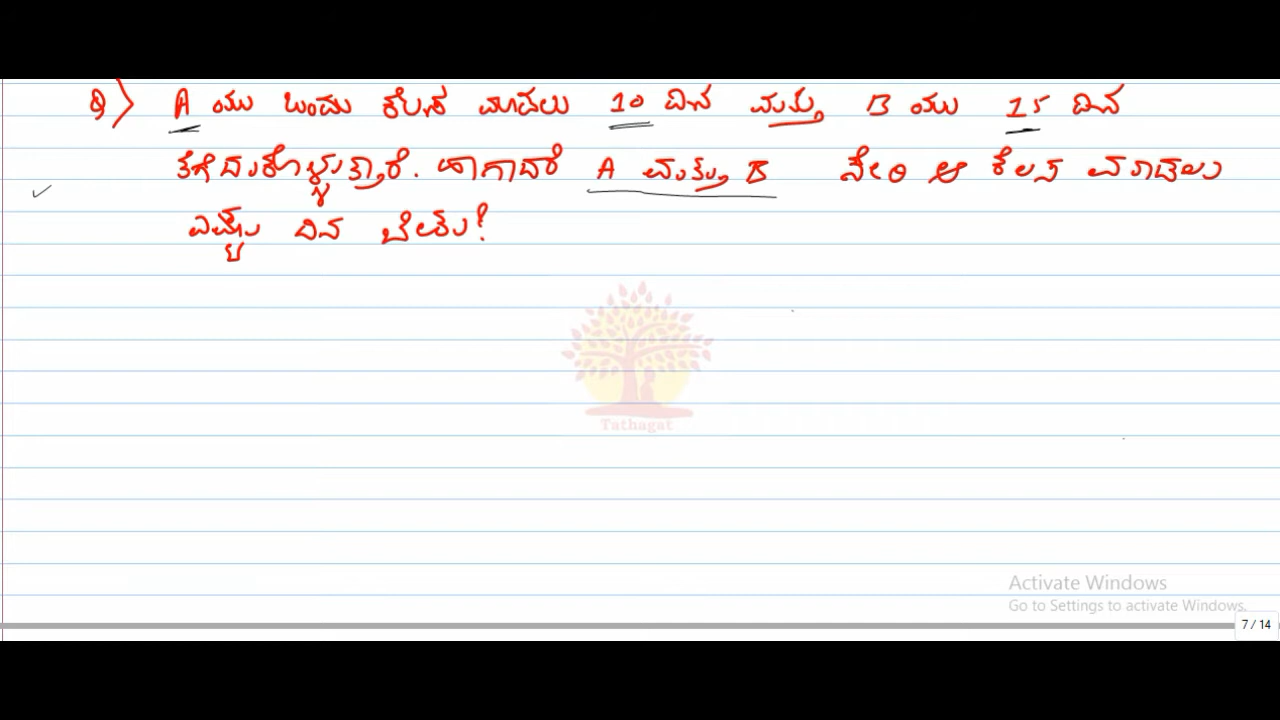 Q) A ಯು ಒಂದು ಕೆಲಸ ಮಾಡಲು 10 ದಿನ ಮತ್ತು B ಯು 15 ದಿನ
ತೆಗೆದುಕೊಳ್ಳುತ್ತಾರೆ. ಹಾಗಾದರೆ A ಮತ್ತು B ಸೇರಿ ಆ ಕೆಲಸ ಮಾಡಲು
ಎಷ್ಟು ದಿನ ಬೇಕು?
Tathagat
Activate Windows
Go to Settings to activate Windows.
7 / 14